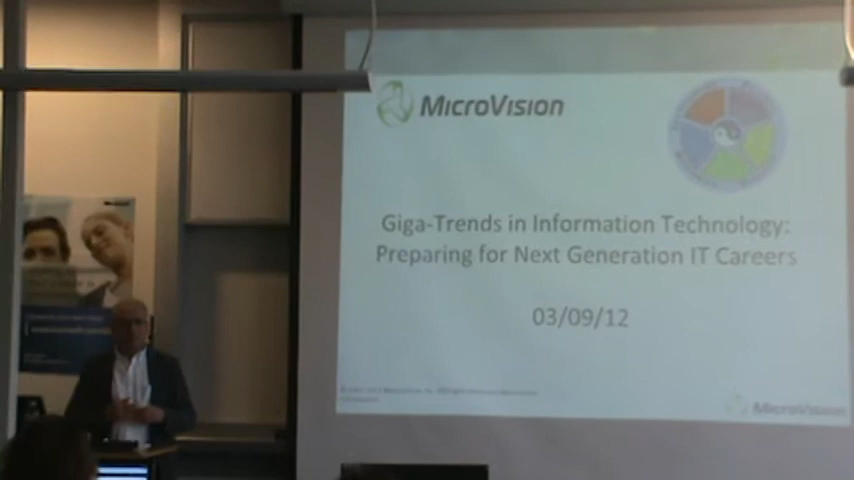 MicroVision
Giga-Trends in Information Technology:
Preparing for Next Generation IT Careers
03/09/12
MicroVision